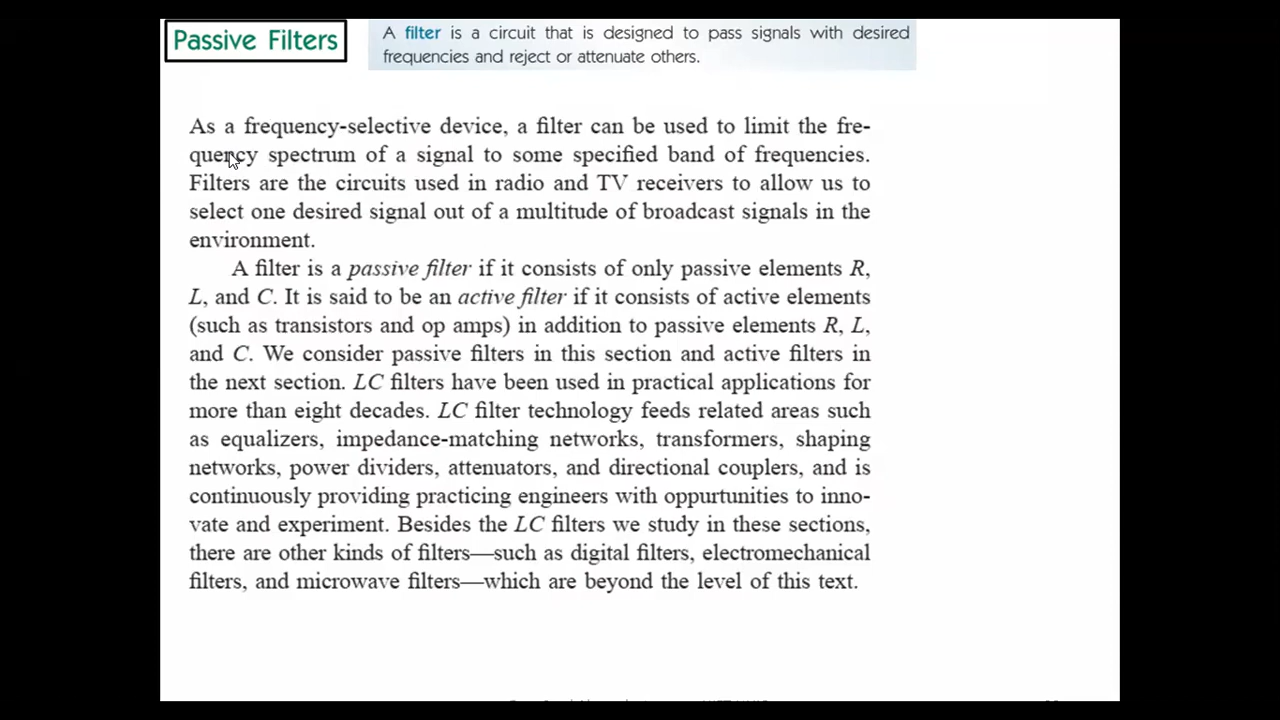 Passive Filters
A filter is a circuit that is designed to pass signals with desired
frequencies and reject or attenuate others.
As a frequency-selective device, a filter can be used to limit the fre-
quency spectrum of a signal to some specified band of frequencies.
Filters are the circuits used in radio and TV receivers to allow us to
select one desired signal out of a multitude of broadcast signals in the
environment.
A filter is a passive filter if it consists of only passive elements R,
L, and C. It is said to be an active filter if it consists of active elements
(such as transistors and op amps) in addition to passive elements R, L,
and C. We consider passive filters in this section and active filters in
the next section. LC filters have been used in practical applications for
more than eight decades. LC filter technology feeds related areas such
as equalizers, impedance-matching networks, transformers, shaping
networks, power dividers, attenuators, and directional couplers, and is
continuously providing practicing engineers with oppurtunities to inno-
vate and experiment. Besides the LC filters we study in these sections,
there are other kinds of filters—such as digital filters, electromechanical
filters, and microwave filters—which are beyond the level of this text.